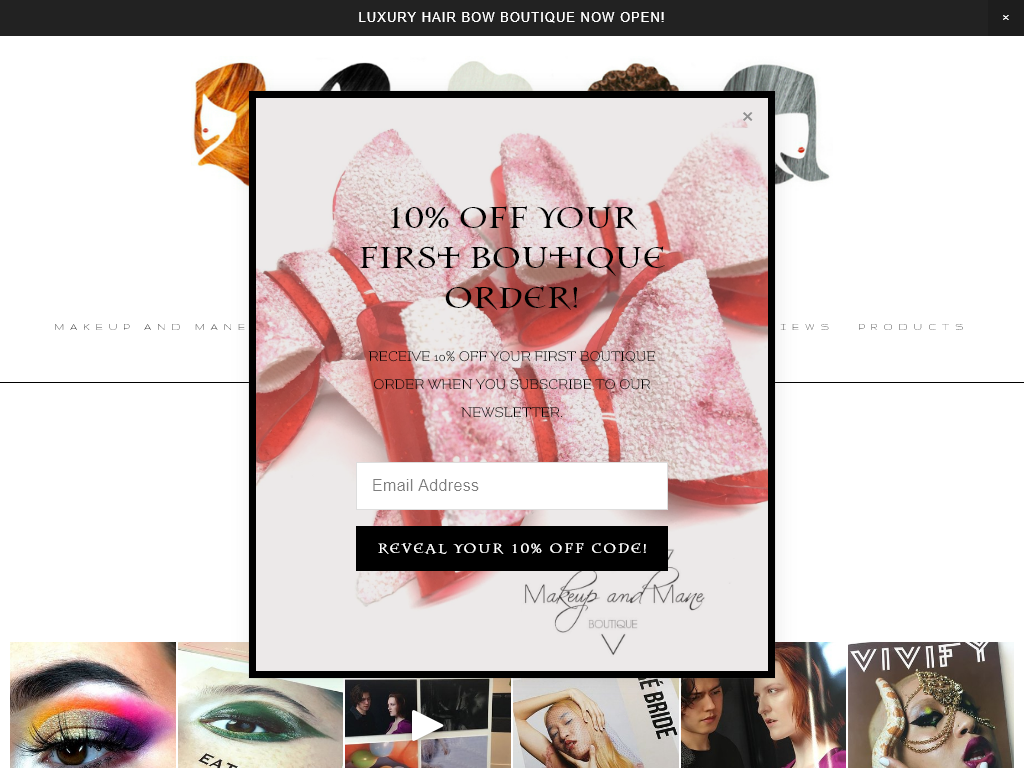 LUXURY HAIR BOW BOUTIQUE NOW OPEN!
×
×
10% OFF YOUR
FIRST BOUTIQUE
ORDER!
MAKEUP AND MANE
PRODUCTS
RECEIVE 10% OFF YOUR FIRST BOUTIQUE
ORDER WHEN YOU SUBSCRIBE TO OUR
NEWSLETTER.
Email Address
REVEAL YOUR 10% OFF CODE!
Makeup and Mane
BOUTIQUE
VIVIFY
BRIDE
EAT